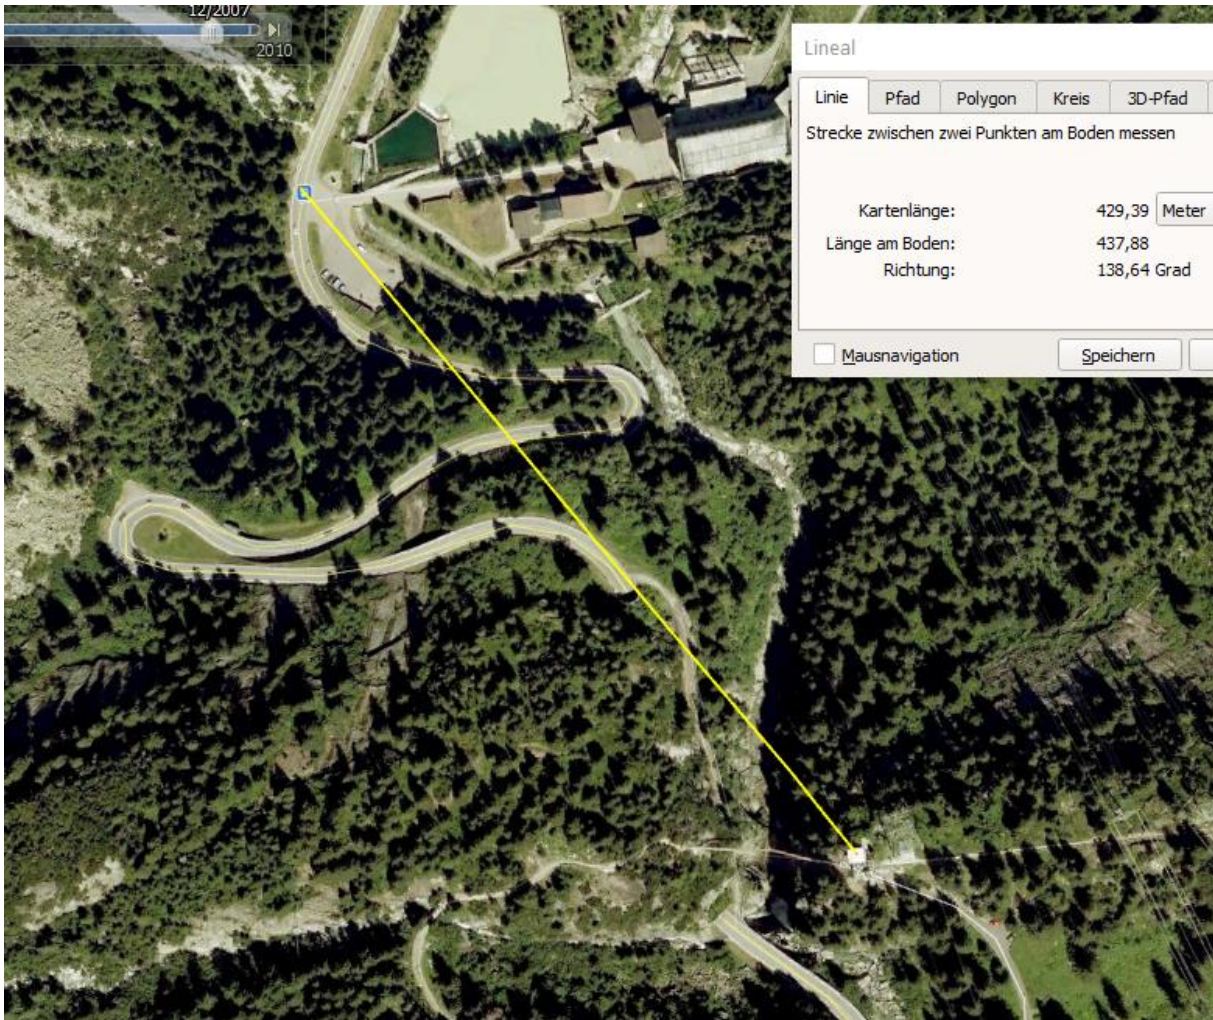 12/2007
2010
Lineal
Linie Pfad Polygon Kreis 3D-Pfad
Strecke zwischen zwei Punkten am Boden messen
Kartenlänge: 429,39 Meter
Länge am Boden: 437,88
Richtung: 138,64 Grad
Mausnavigation Speichern